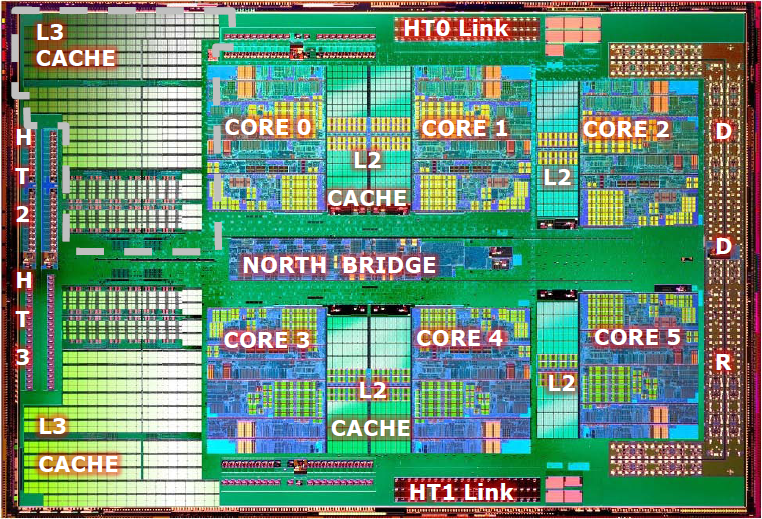 L3
CACHE
HT0 Link
CORE 0
CORE 1
CORE 2
L2
CACHE
L2
H
T
2
D
D
R
NORTH BRIDGE
H
T
3
CORE 3
CORE 4
CORE 5
L2
CACHE
L2
L3
CACHE
HT1 Link